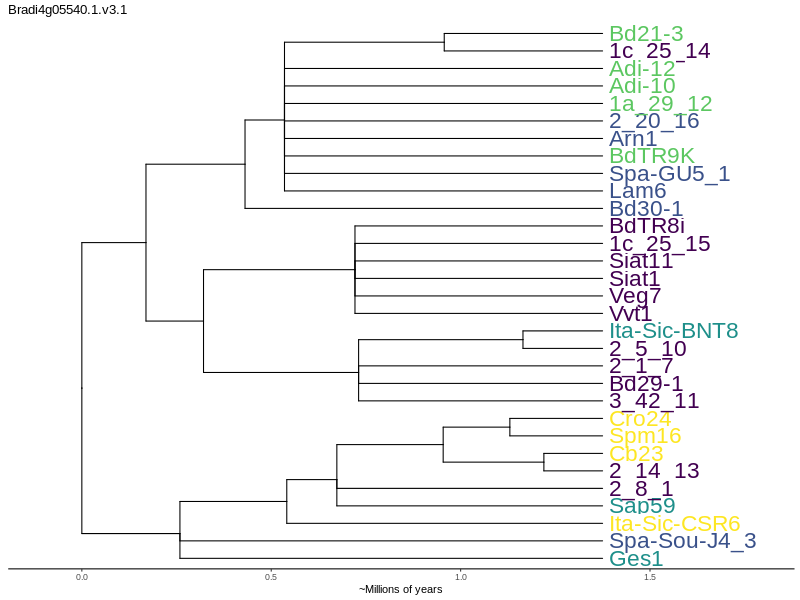 Bradi4g05540.1.v3.1
Bd21-3
1c_25_14
Adi-12
Adi-10
1a_29_12
2_20_16
Arn1
BdTR9K
Spa-GU5_1
Lam6
Bd30-1
BdTR8i
1c_25_15
Siat11
Siat1
Veg7
Vvt1
Ita-Sic-BNT8
2_5_10
2_1_7
Bd29-1
3_42_11
Cro24
Spm16
Cb23
2_14_13
2_8_1
Sap59
Ita-Sic-CSR6
Spa-Sou-J4_3
Ges1
0.0 0.5 1.0 1.5
~Millions of years